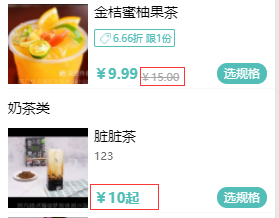 金桔蜜柚果茶
6.66折 限1份
¥9.99 ¥15.00 选规格
奶茶类
脏脏茶
123
¥10起 选规格